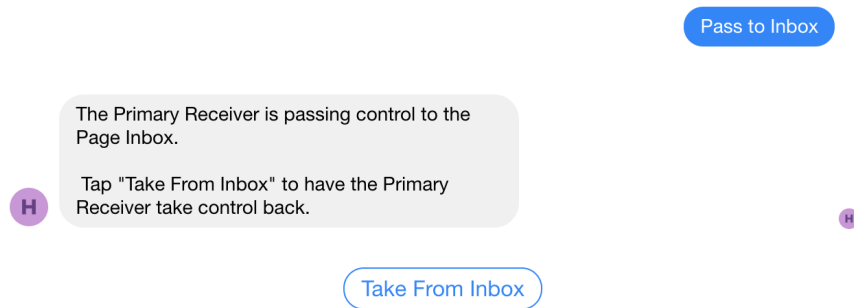 Pass to Inbox
The Primary Receiver is passing control to the
Page Inbox.
Tap "Take From Inbox" to have the Primary
Receiver take control back.
H
H
Take From Inbox